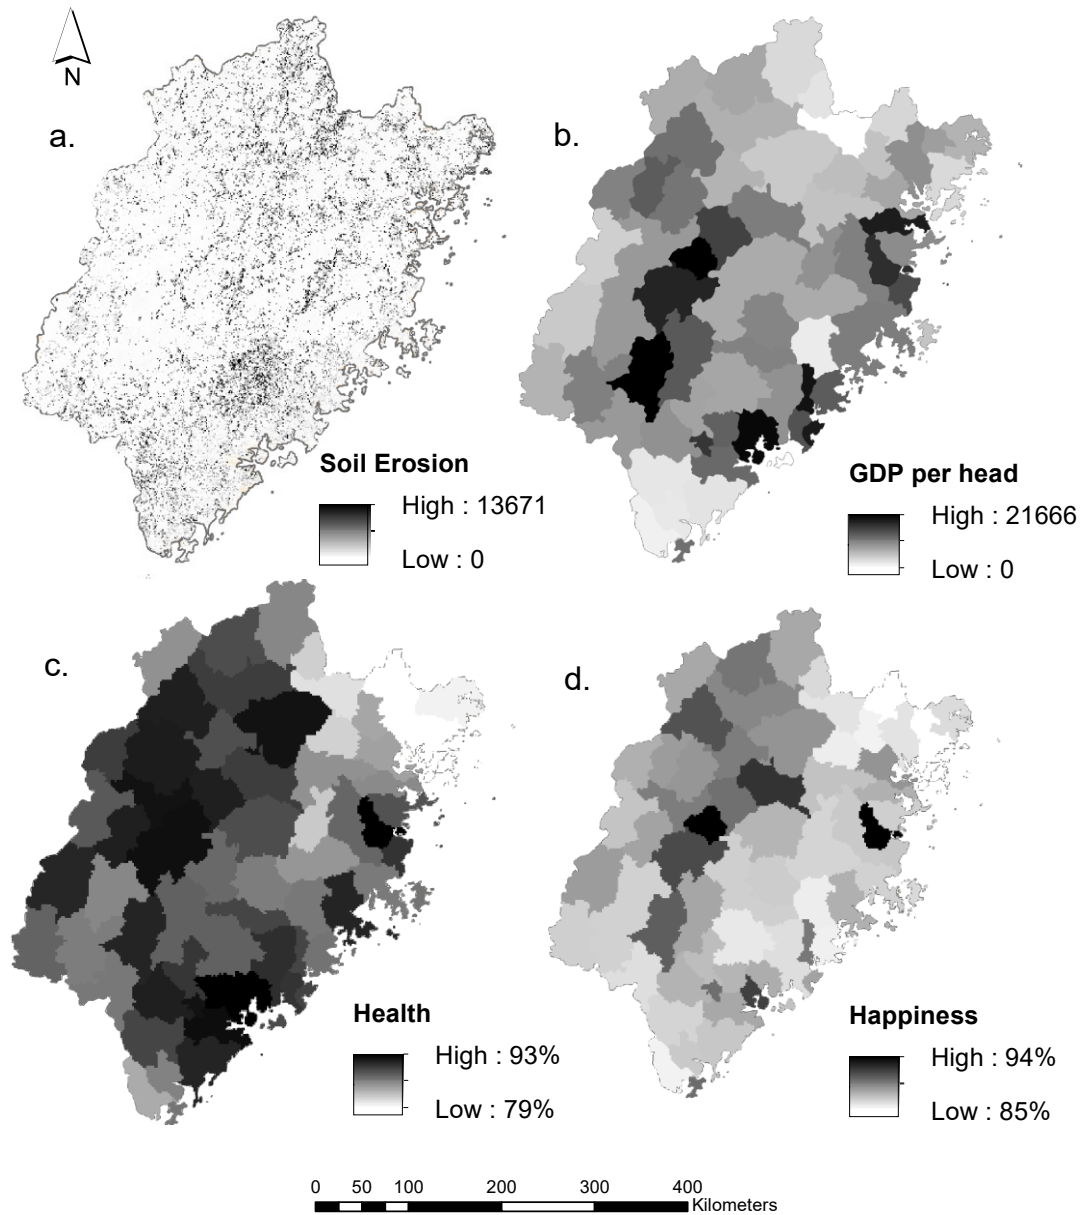 N
a.
b.
Soil Erosion
High : 13671
Low : 0
GDP per head
High : 21666
Low : 0
c.
d.
Health
High : 93%
Low : 79%
Happiness
High : 94%
Low : 85%
0 50 100 200 300 400
Kilometers